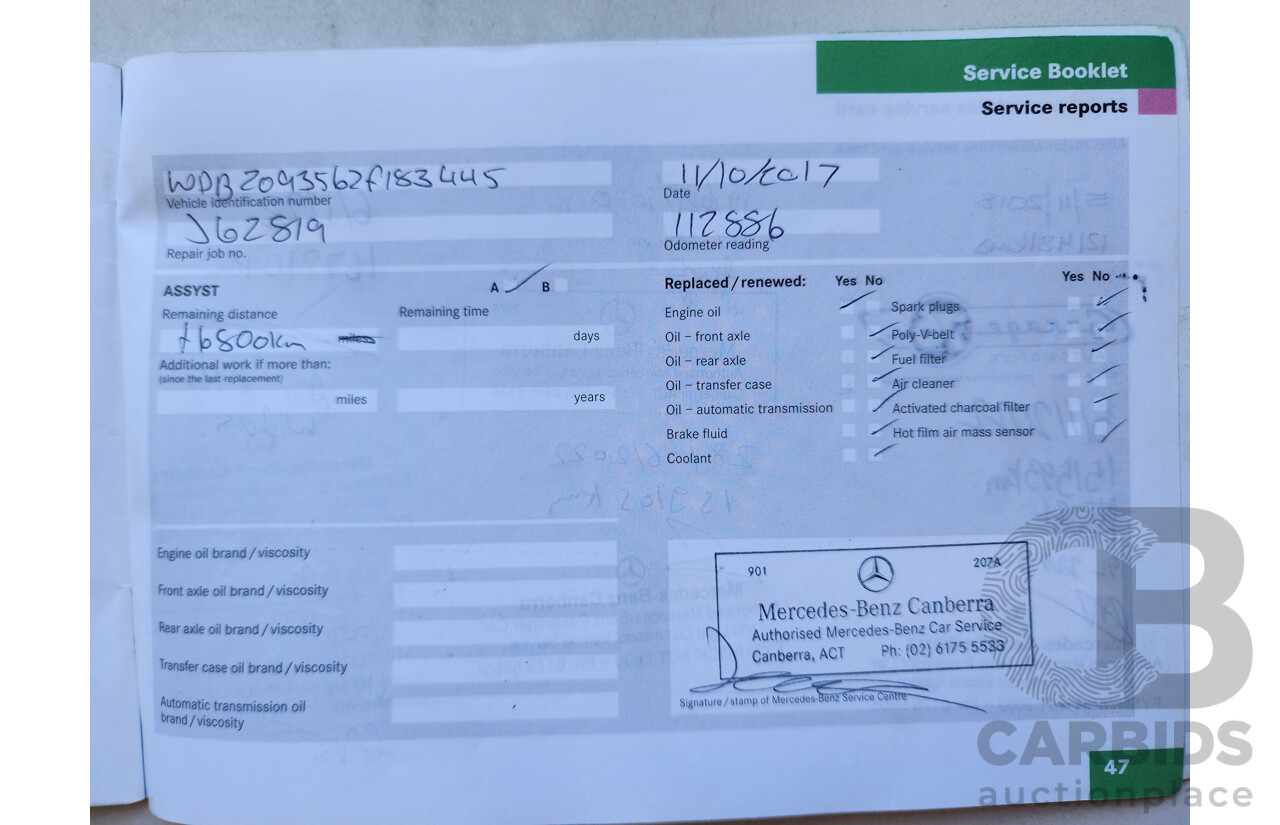 Service Booklet
Service reports
WDB2093562F183445 11/10/2017
Vehicle identification number Date
J62819 112886
Repair job no. Odometer reading
ASSYST A B Replaced / renewed: Yes No Yes No
Remaining distance Remaining time Engine oil Spark plugs
+6800km miles days Oil – front axle Poly-V-belt
Additional work if more than: Oil – rear axle Fuel filter
(since the last replacement) Oil – transfer case Air cleaner
miles years Oil – automatic transmission Activated charcoal filter
Brake fluid Hot film air mass sensor
Coolant
Engine oil brand / viscosity
Front axle oil brand / viscosity
Rear axle oil brand / viscosity
Transfer case oil brand / viscosity
Automatic transmission oil
brand / viscosity
901 207A
Mercedes-Benz Canberra
Authorised Mercedes-Benz Car Service
Canberra, ACT Ph: (02) 6175 5533
Signature / stamp of Mercedes-Benz Service Centre
47
CARBIDS
auctionplace